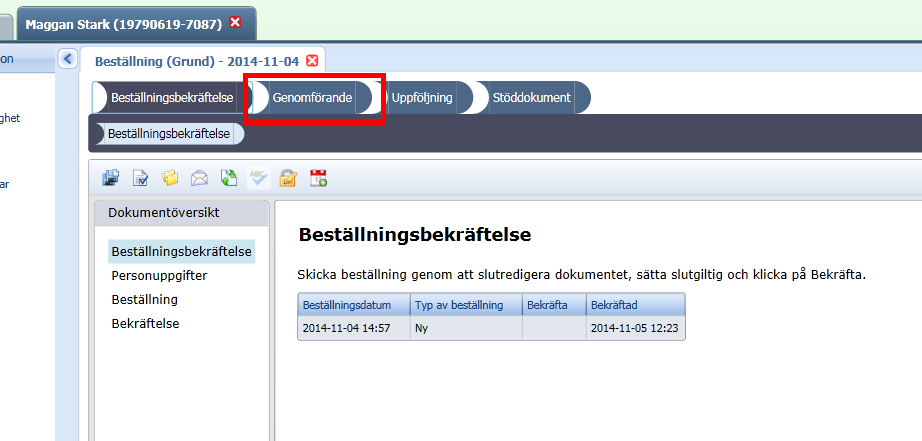 Maggan Stark (19790619-7087)
on
Beställning (Grund) - 2014-11-04
Beställningsbekräftelse Genomförande Uppföljning Stöddokument
ghet
Beställningsbekräftelse
ABC
ar
Dokumentöversikt
Beställningsbekräftelse
Personuppgifter
Beställning
Bekräftelse
Beställningsbekräftelse
Skicka beställning genom att slutredigera dokumentet, sätta slutgiltig och klicka på Bekräfta.
Beställningsdatum Typ av beställning Bekräfta Bekräftad
2014-11-04 14:57 Ny 2014-11-05 12:23